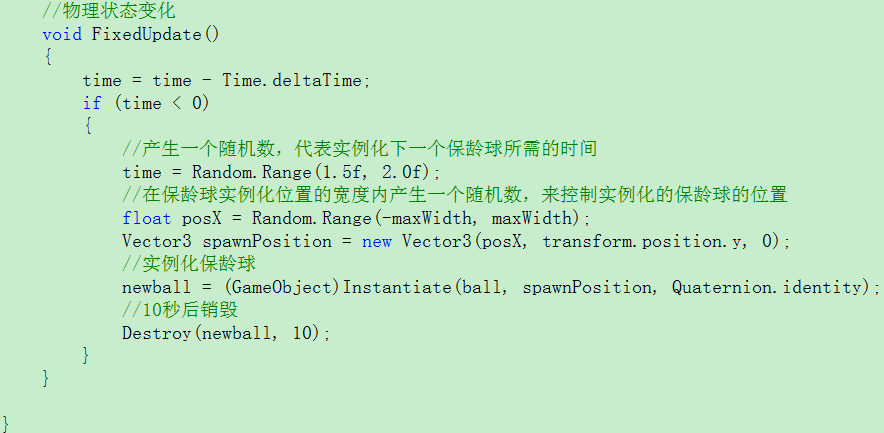 //物理状态变化
void FixedUpdate()
{
time = time - Time.deltaTime;
if (time < 0)
{
//产生一个随机数，代表实例化下一个保龄球所需的时间
time = Random.Range(1.5f, 2.0f);
//在保龄球实例化位置的宽度内产生一个随机数，来控制实例化的保龄球的位置
float posX = Random.Range(-maxWidth, maxWidth);
Vector3 spawnPosition = new Vector3(posX, transform.position.y, 0);
//实例化保龄球
newball = (GameObject)Instantiate(ball, spawnPosition, Quaternion.identity);
//10秒后销毁
Destroy(newball, 10);
}
}
}